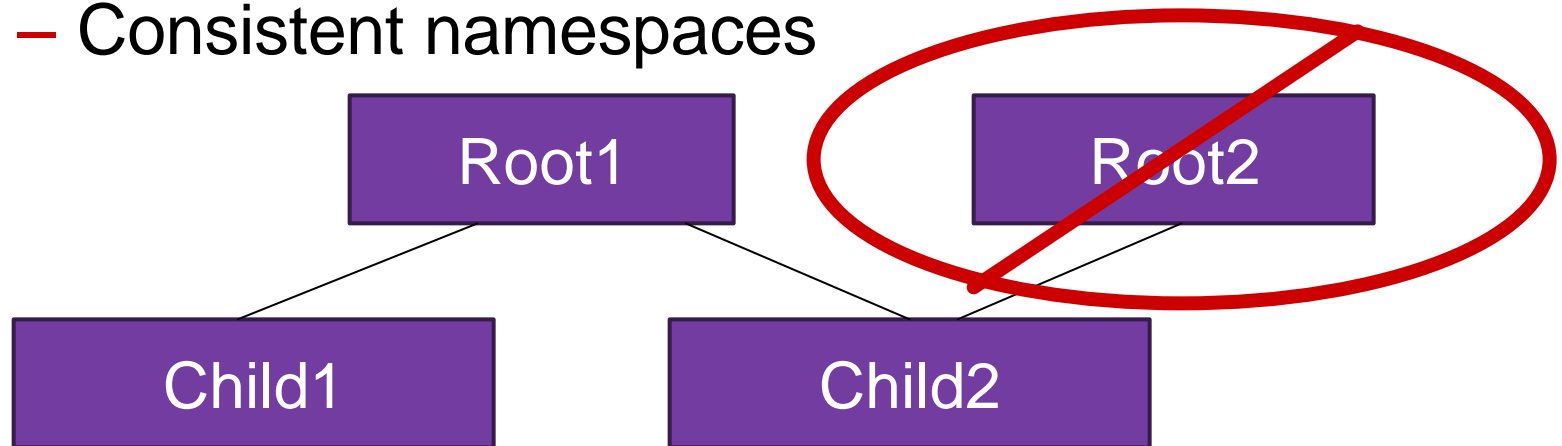 – Consistent namespaces
Root1
Root2
Child1
Child2